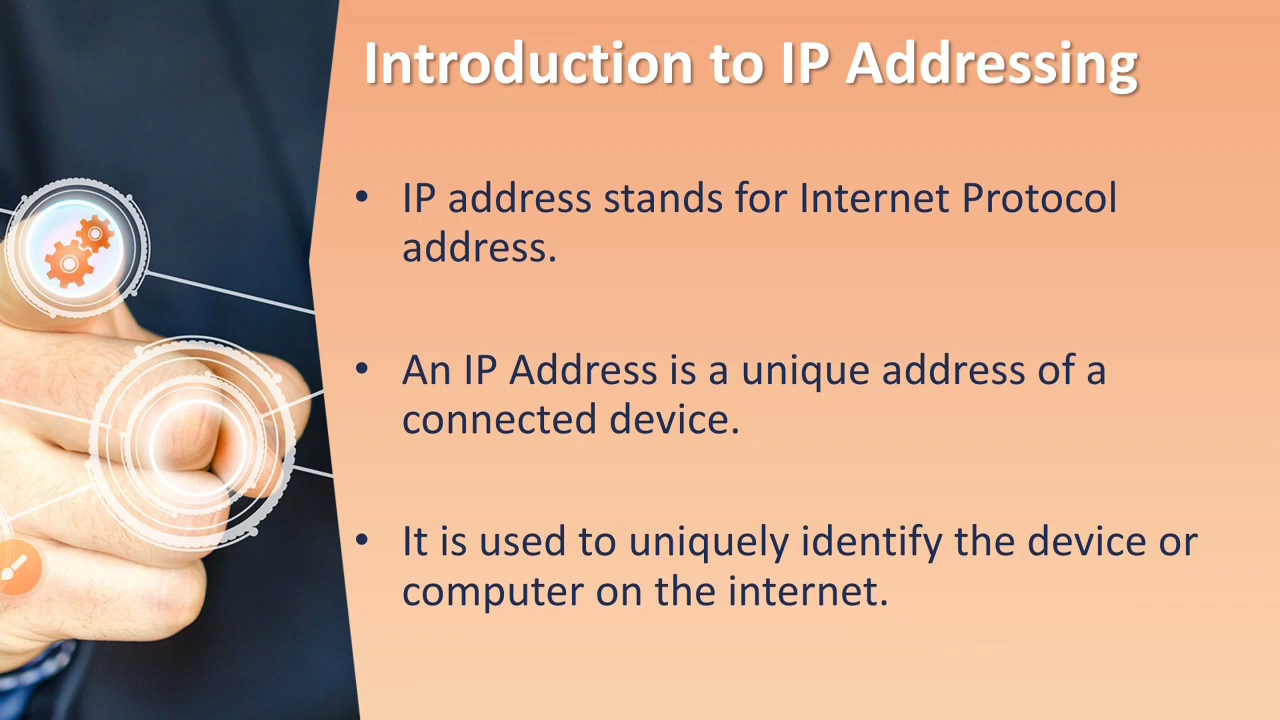 Introduction to IP Addressing
• IP address stands for Internet Protocol
address.
• An IP Address is a unique address of a
connected device.
• It is used to uniquely identify the device or
computer on the internet.